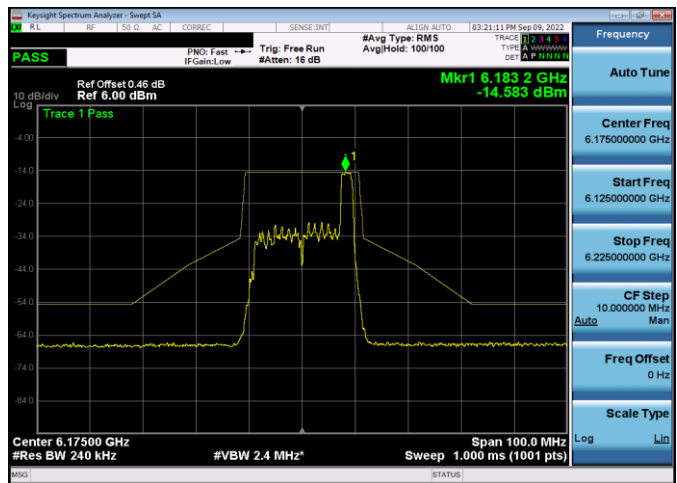 Keysight Spectrum Analyzer - Swept SA
RL RF 50 Ω AC CORREC SENSE:INT ALIGN AUTO 03:21:11 PM Sep 09, 2022
PASS
PNO: Fast
IFGain:Low
Trig: Free Run
#Atten: 16 dB
#Avg Type: RMS
Avg|Hold: 100/100
TRACE 1 2 3 4 5 6
TYPE A WWWWW
DET A P N N N N
Ref Offset 0.46 dB
10 dB/div Ref 6.00 dBm
Log
Mkr1 6.183 2 GHz
-14.583 dBm
Trace 1 Pass
1
-4.00
-14.0
-24.0
-34.0
-44.0
-54.0
-64.0
-74.0
-84.0
Center 6.17500 GHz Span 100.0 MHz
#Res BW 240 kHz #VBW 2.4 MHz* Sweep 1.000 ms (1001 pts)
MSG STATUS
Frequency
Auto Tune
Center Freq
6.175000000 GHz
Start Freq
6.125000000 GHz
Stop Freq
6.225000000 GHz
CF Step
10.000000 MHz
Auto Man
Freq Offset
0 Hz
Scale Type
Log Lin